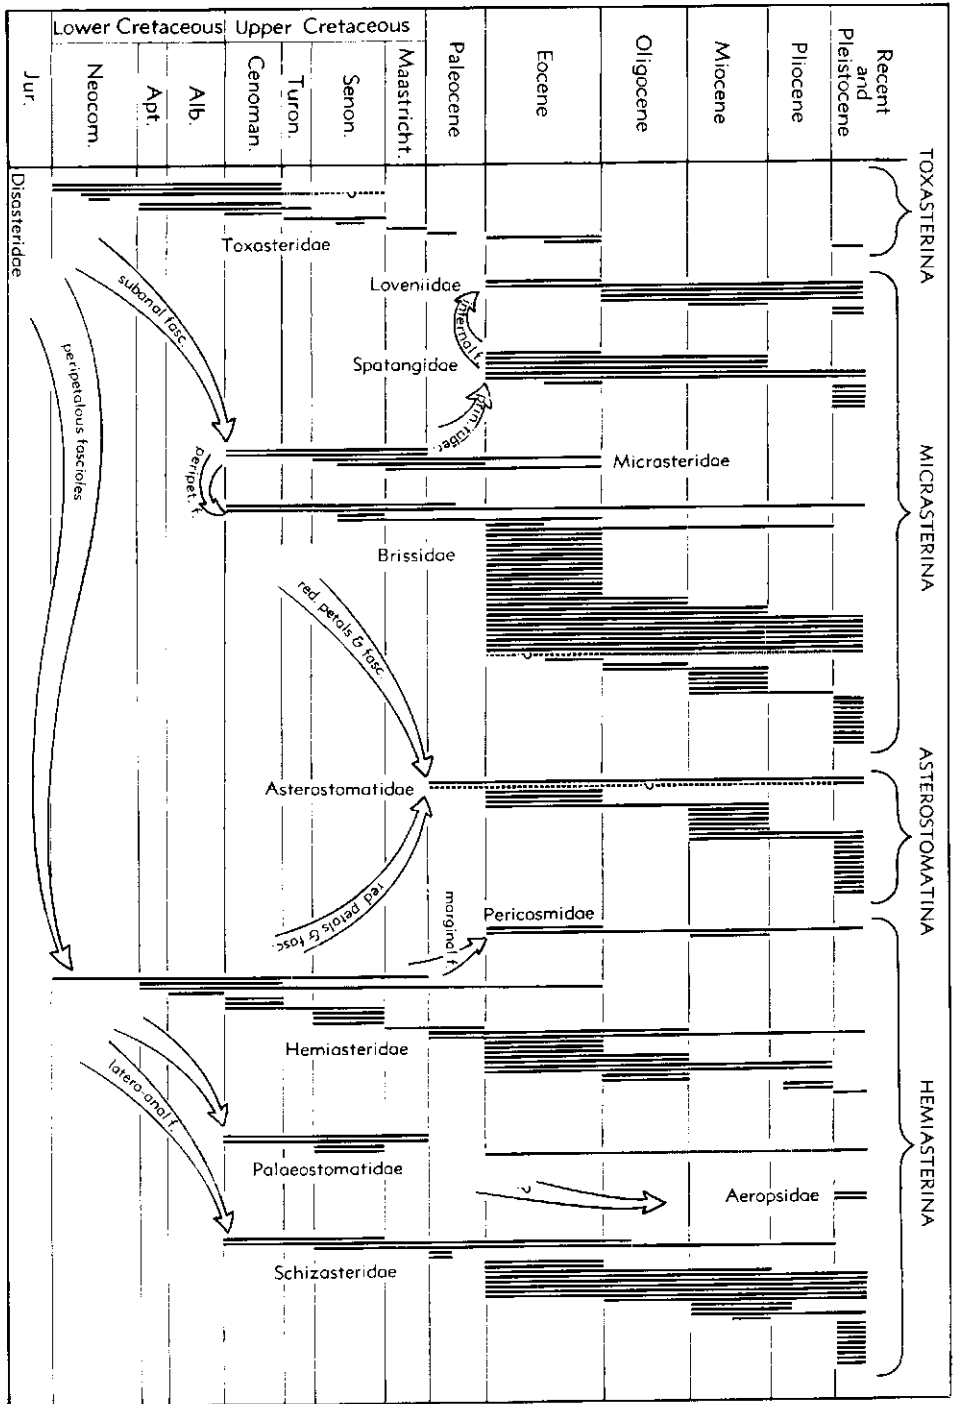 Lower Cretaceous
Upper Cretaceous
Jur.
Neocom.
Apt.
Alb.
Cenoman.
Turon.
Senon.
Maastricht.
Paleocene
Eocene
Oligocene
Miocene
Pliocene
Pleistocene
and
Recent
TOXASTERINA
MICRASTERINA
ASTEROSTOMATINA
HEMIASTERINA
Disasteridae
Toxasteridae
?
subanal fasc.
peripetalous fascioles
Loveniidae
internal f.
Spatangidae
prim. tuber.
Micrasteridae
peripet. f.
Brissidae
?
red. petals & fasc.
Asterostomatidae
?
red. petals & fasc.
marginal f.
Pericosmidae
Hemiasteridae
latero-anal f.
Palaeostomatidae
?
Aeropsidae
Schizasteridae